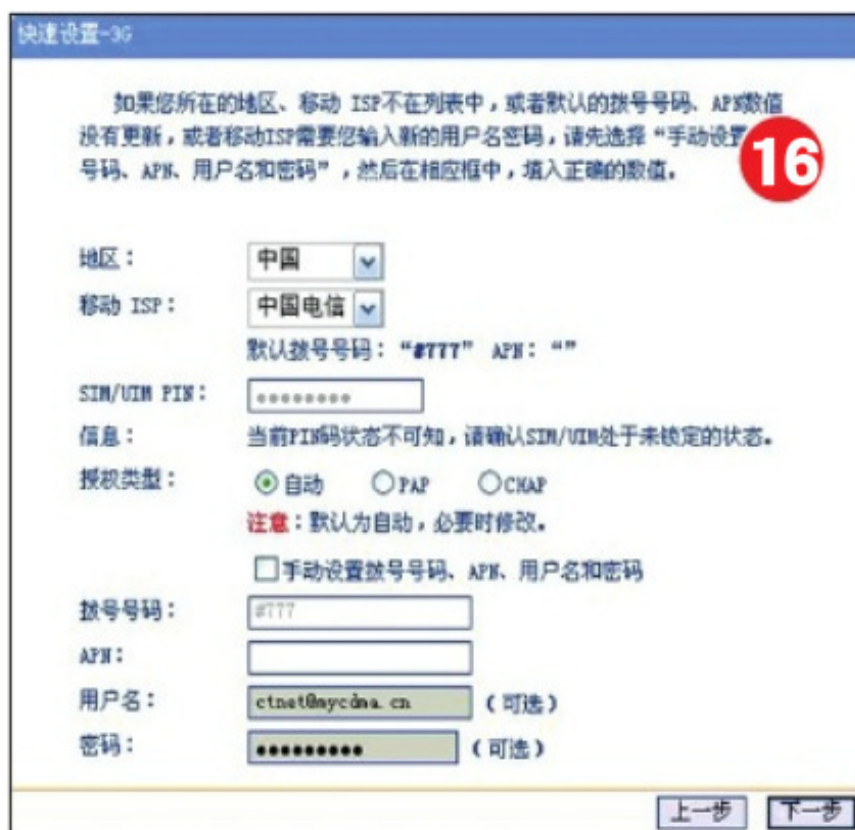 快速设置-3G
如果您所在的地区、移动 ISP不在列表中，或者默认的拨号号码、APN数值
没有更新，或者移动ISP需要您输入新的用户名密码，请先选择“手动设置
16
号码、APN、用户名和密码”，然后在相应框中，填入正确的数值。
地区：
中国
移动 ISP：
中国电信
默认拨号号码：“#777” APN：“”
SIM/UIM PIN：
●●●●●●●●
信息：
当前PIN码状态不可知，请确认SIM/UIM处于未锁定的状态。
授权类型：
自动 PAP CHAP
注意：默认为自动，必要时修改。
手动设置拨号号码、APN、用户名和密码
拨号号码：
#777
APN：
用户名：
ctnet@mycdma.cn （可选）
密码：
●●●●●●●●● （可选）
上一步 下一步